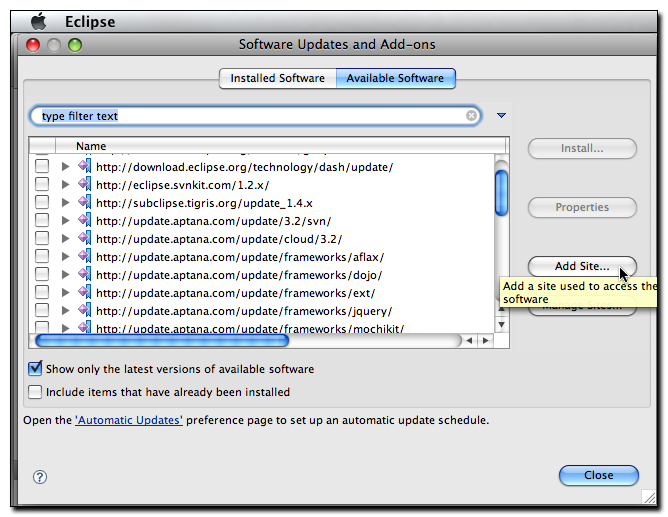 Eclipse
Software Updates and Add-ons
Installed Software
Available Software
type filter text
Name
Install...
http://download.eclipse.org/technology/dash/update/
http://eclipse.svnkit.com/1.2.x/
http://subclipse.tigris.org/update_1.4.x
Properties
http://update.aptana.com/update/3.2/svn/
http://update.aptana.com/update/cloud/3.2/
http://update.aptana.com/update/frameworks/aflax/
Add Site...
http://update.aptana.com/update/frameworks/dojo/
http://update.aptana.com/update/frameworks/ext/
Add a site used to access the
software
http://update.aptana.com/update/frameworks/jquery/
Manage Sites...
http://update.aptana.com/update/frameworks/mochikit/
Show only the latest versions of available software
Include items that have already been installed
Open the 'Automatic Updates' preference page to set up an automatic update schedule.
?
Close